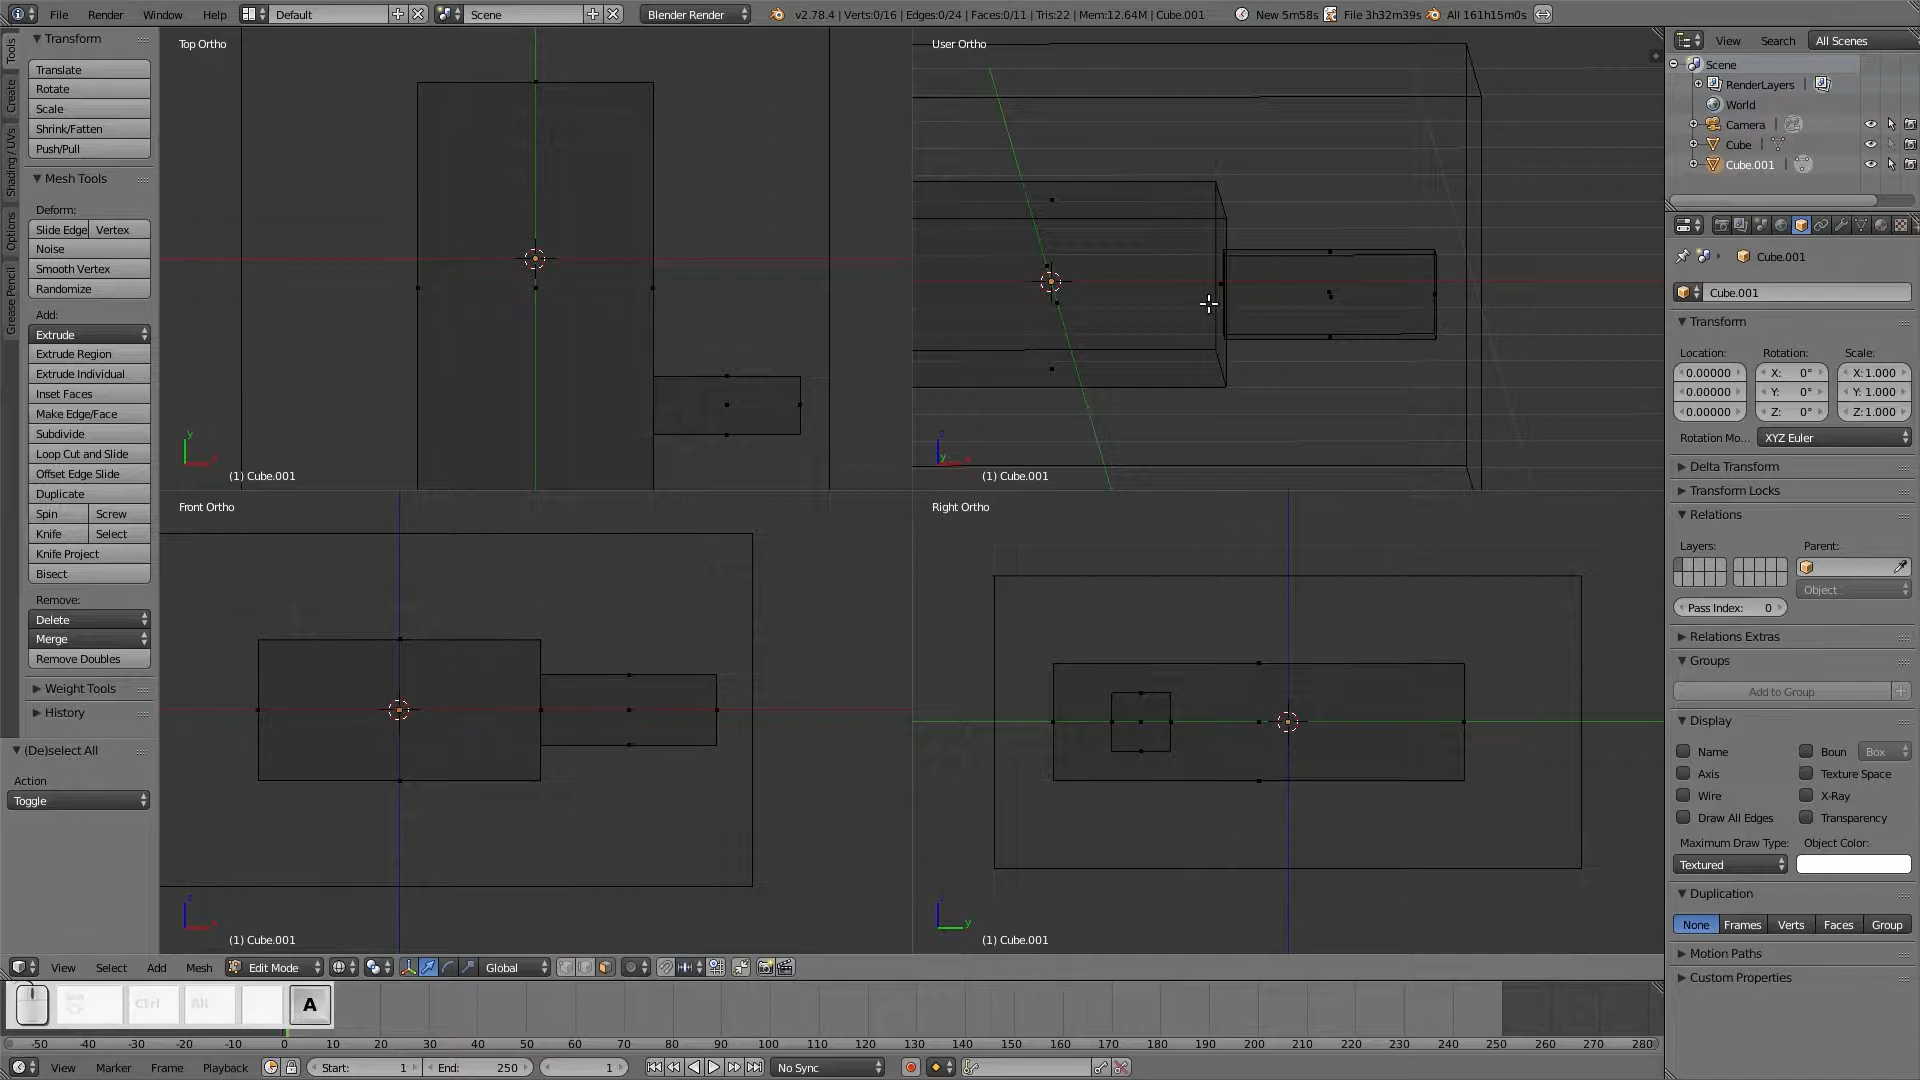 File Render Window Help Default Scene Blender Render v2.78.4 | Verts:0/16 | Edges:0/24 | Faces:0/11 | Tris:22 | Mem:12.64M | Cube.001 New 5m58s File 3h32m39s All 161h15m0s
Tools
Create
Shading / UVs
Options
Grease Pencil
Transform
Translate
Rotate
Scale
Shrink/Fatten
Push/Pull
Mesh Tools
Deform:
Slide Edge Vertex
Noise
Smooth Vertex
Randomize
Add:
Extrude
Extrude Region
Extrude Individual
Inset Faces
Make Edge/Face
Subdivide
Loop Cut and Slide
Offset Edge Slide
Duplicate
Spin Screw
Knife Select
Knife Project
Bisect
Remove:
Delete
Merge
Remove Doubles
Weight Tools
History
(De)select All
Action
Toggle
Top Ortho
y
(1) Cube.001
User Ortho
z
y
(1) Cube.001
Front Ortho
z
(1) Cube.001
Right Ortho
y
(1) Cube.001
View Search All Scenes
Scene
RenderLayers
World
Camera
Cube
Cube.001
Cube.001
Cube.001
Transform
Location: Rotation: Scale:
0.00000 X: 0° X: 1.000
0.00000 Y: 0° Y: 1.000
0.00000 Z: 0° Z: 1.000
Rotation Mo... XYZ Euler
Delta Transform
Transform Locks
Relations
Layers: Parent:
Object
Pass Index: 0
Relations Extras
Groups
Add to Group
Display
Name Boun Box
Axis Texture Space
Wire X-Ray
Draw All Edges Transparency
Maximum Draw Type: Object Color:
Textured
Duplication
None Frames Verts Faces Group
Motion Paths
Custom Properties
View Select Add Mesh Edit Mode Global
Ctrl Alt A
-50 -40 -30 -20 -10 0 10 20 30 40 50 60 70 80 90 100 110 120 130 140 150 160 170 180 190 200 210 220 230 240 250 260 270 280
View Marker Frame Playback Start: 1 End: 250 1 No Sync